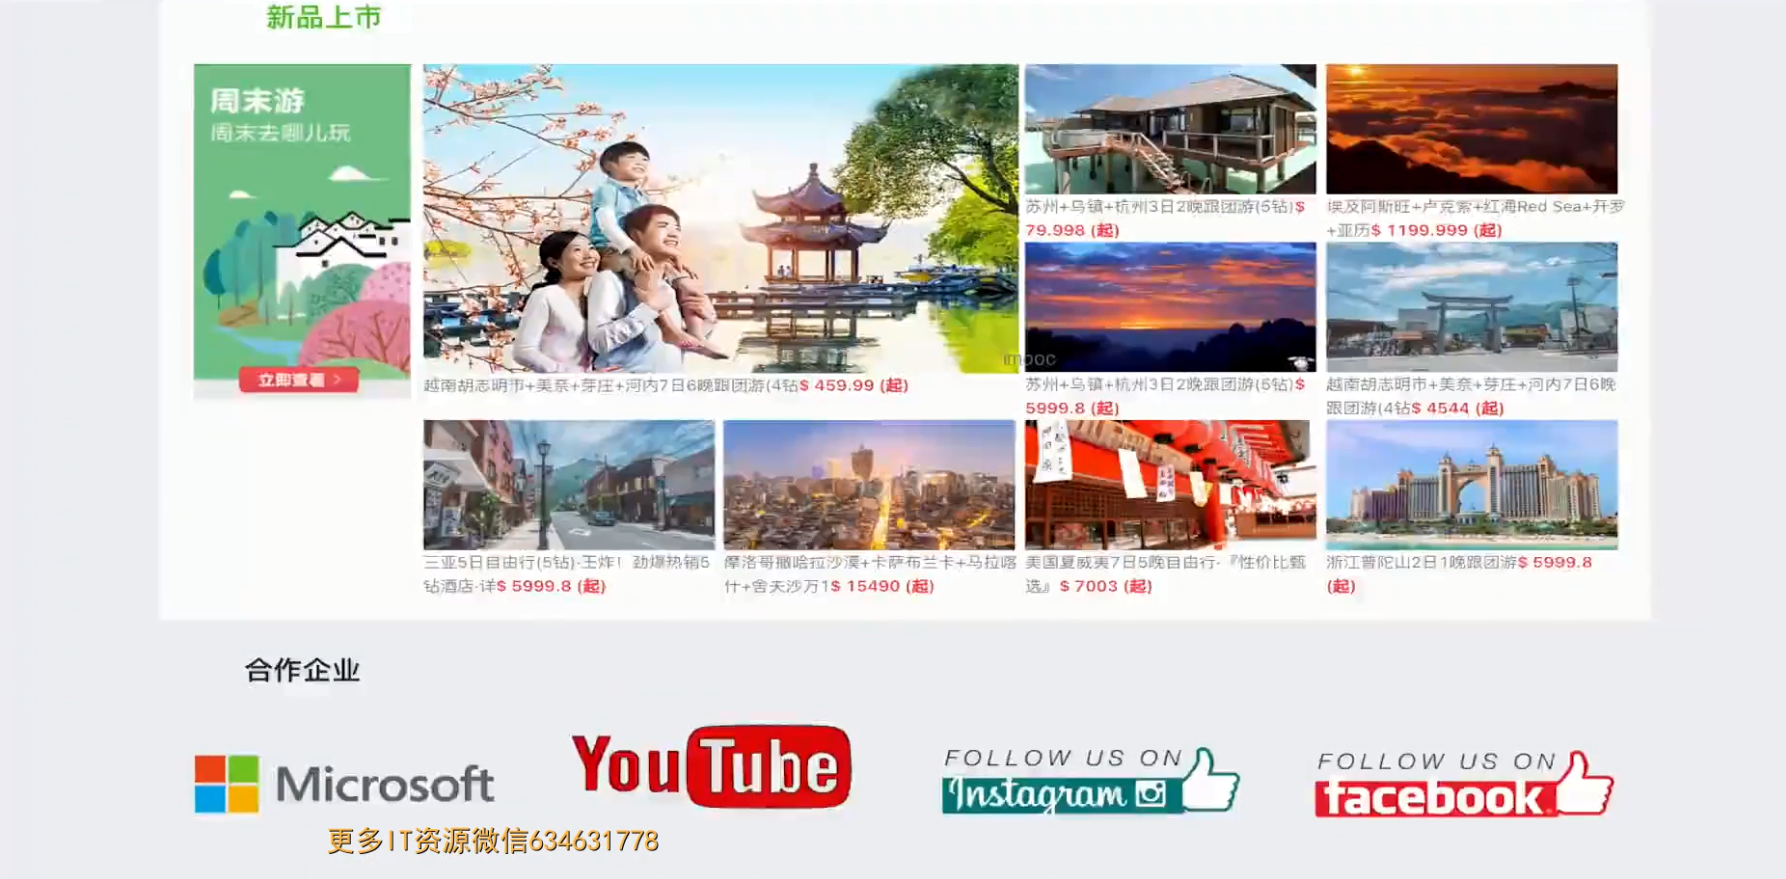 新品上市
周末游
周末去哪儿玩
立即查看 >
越南胡志明市+美奈+芽庄+河内7日6晚跟团游(4钻$ 459.99 (起)
苏州+乌镇+杭州3日2晚跟团游(5钻)$
79.998 (起)
埃及阿斯旺+卢克索+红海Red Sea+开罗
+亚历$ 1199.999 (起)
imooc
苏州+乌镇+杭州3日2晚跟团游(5钻)$
5999.8 (起)
越南胡志明市+美奈+芽庄+河内7日6晚
跟团游(4钻$ 4544 (起)
三亚5日自由行(5钻)·王炸！劲爆热销5
钻酒店·详$ 5999.8 (起)
摩洛哥撒哈拉沙漠+卡萨布兰卡+马拉喀
什+舍夫沙万1$ 15490 (起)
美国夏威夷7日5晚自由行·『性价比甄
选』$ 7003 (起)
浙江普陀山2日1晚跟团游$ 5999.8
(起)
合作企业
Microsoft
YouTube
FOLLOW US ON
Instagram
FOLLOW US ON
facebook
更多IT资源微信634631778